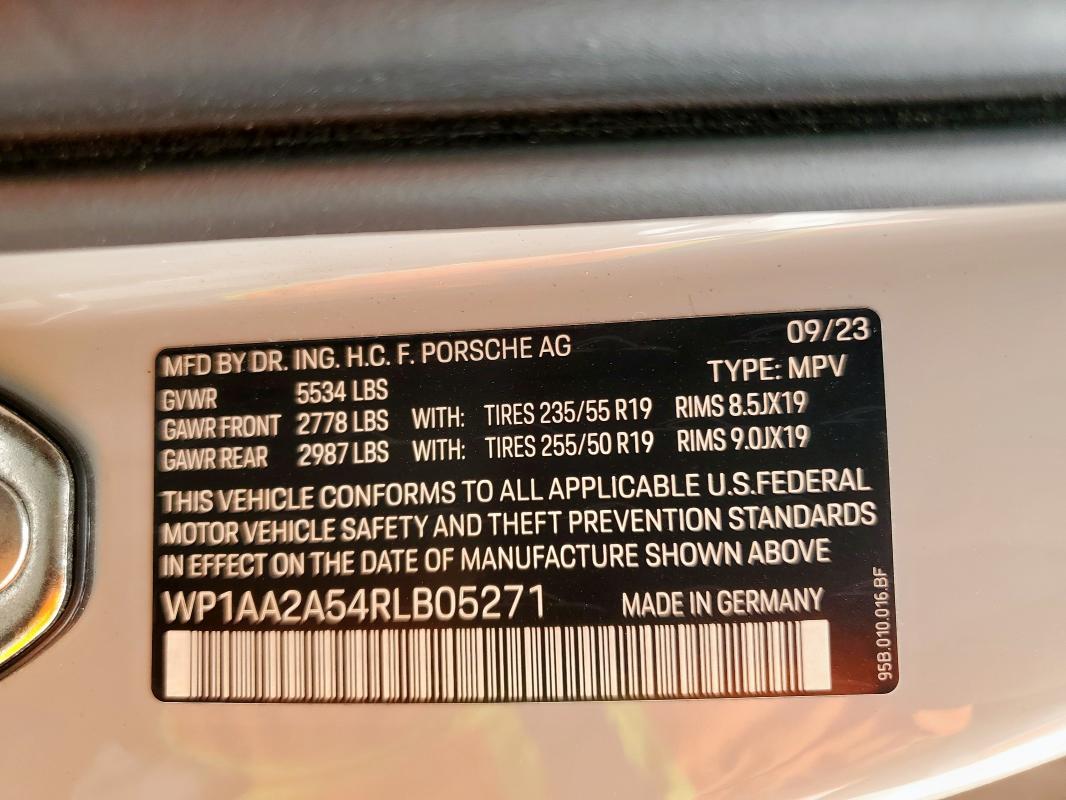 09/23
MFD BY DR. ING. H.C. F. PORSCHE AG
TYPE: MPV
GVWR 5534 LBS
GAWR FRONT 2778 LBS WITH: TIRES 235/55 R19 RIMS 8.5JX19
GAWR REAR 2987 LBS WITH: TIRES 255/50 R19 RIMS 9.0JX19
THIS VEHICLE CONFORMS TO ALL APPLICABLE U.S.FEDERAL
MOTOR VEHICLE SAFETY AND THEFT PREVENTION STANDARDS
IN EFFECT ON THE DATE OF MANUFACTURE SHOWN ABOVE
WP1AA2A54RLB05271 MADE IN GERMANY
95B.010.016.BF